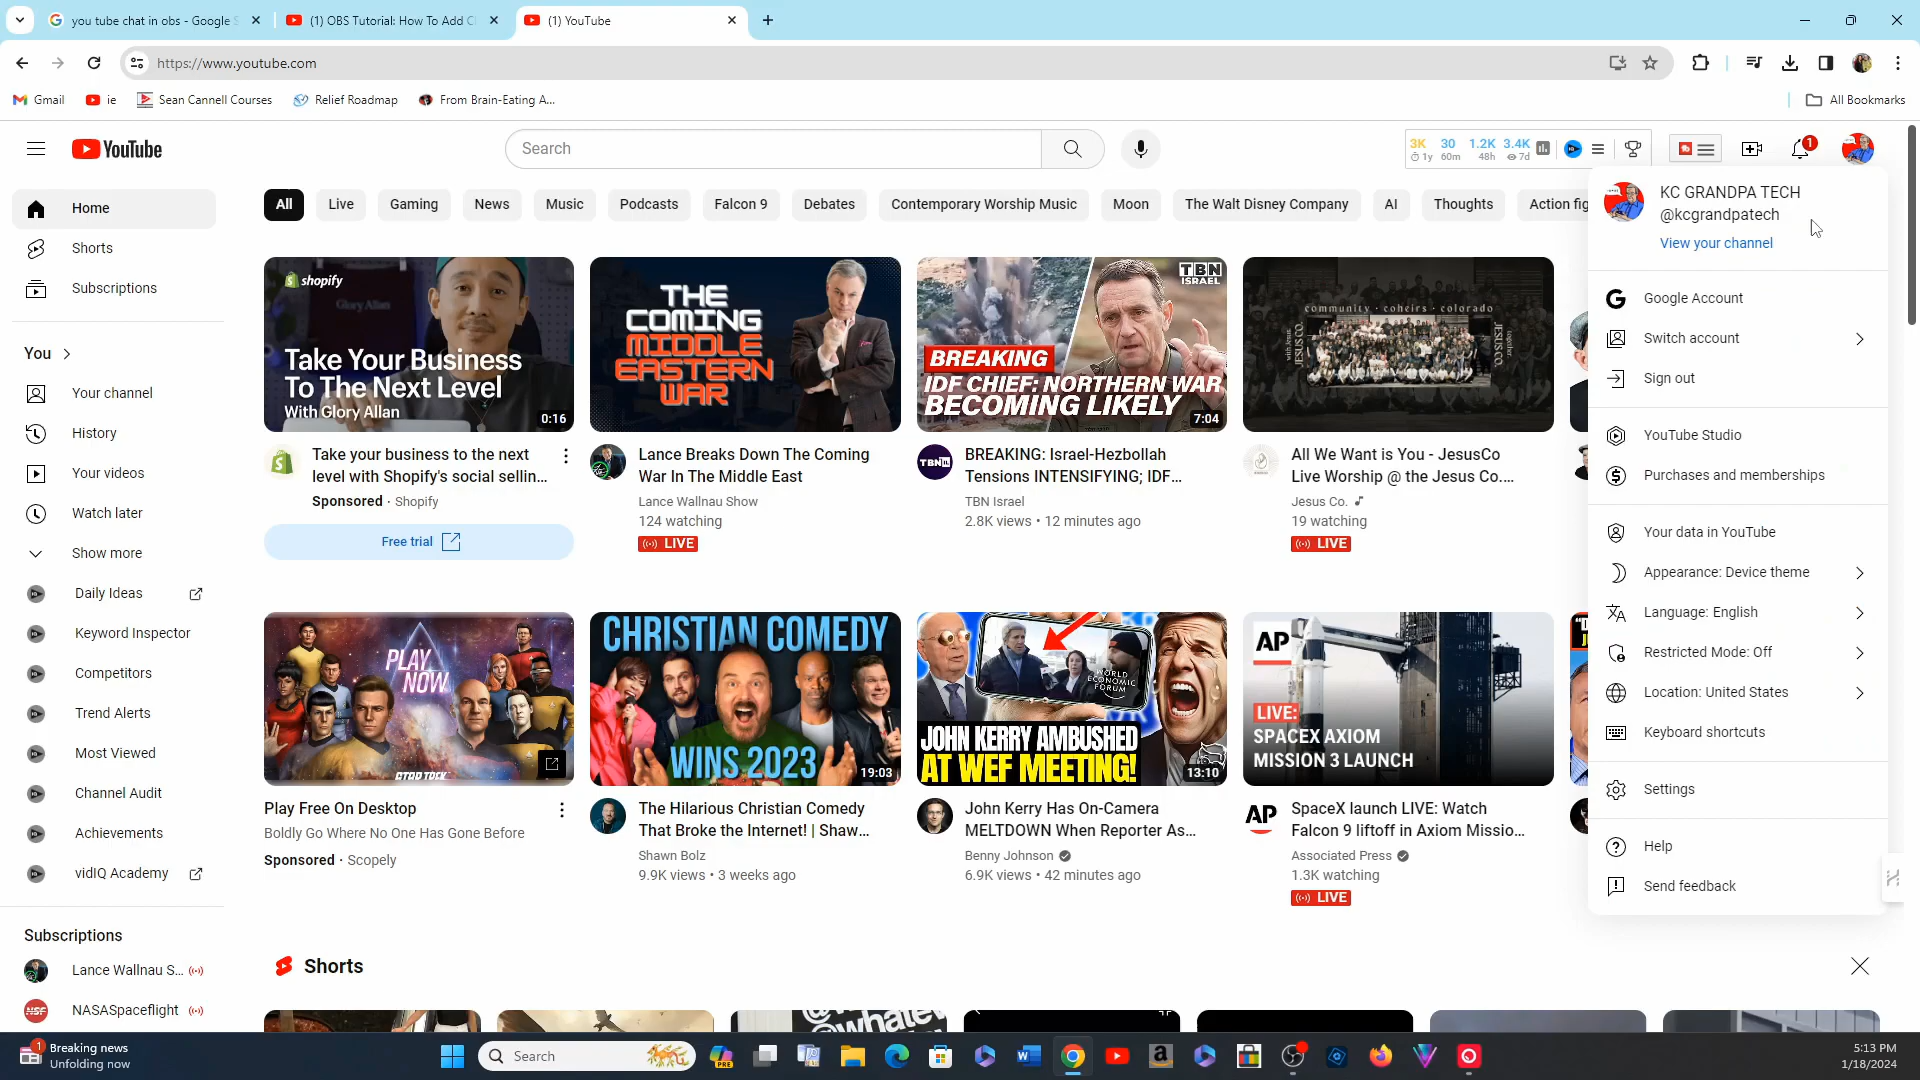 you tube chat in obs - Google S
(1) OBS Tutorial: How To Add C
(1) YouTube
https://www.youtube.com
Gmail
ie
Sean Cannell Courses
Relief Roadmap
From Brain-Eating A...
All Bookmarks
YouTube
Search
3K 30 1.2K 3.4K
1y 60m 48h 7d
1
Home
Shorts
Subscriptions
You
Your channel
History
Your videos
Watch later
Show more
Daily Ideas
Keyword Inspector
Competitors
Trend Alerts
Most Viewed
Channel Audit
Achievements
vidIQ Academy
Subscriptions
Lance Wallnau S...
NASASpaceflight
All
Live
Gaming
News
Music
Podcasts
Falcon 9
Debates
Contemporary Worship Music
Moon
The Walt Disney Company
AI
Thoughts
Action fig
shopify
Glory Allan
Take Your Business
To The Next Level
With Glory Allan
0:16
Take your business to the next
level with Shopify's social sellin...
Sponsored · Shopify
Free trial
THE
COMING
MIDDLE
EASTERN
WAR
Lance Breaks Down The Coming
War In The Middle East
Lance Wallnau Show
124 watching
LIVE
TBN
ISRAEL
BREAKING
IDF CHIEF: NORTHERN WAR
BECOMING LIKELY
7:04
TBN
BREAKING: Israel-Hezbollah
Tensions INTENSIFYING; IDF...
TBN Israel
2.8K views • 12 minutes ago
community · coheirs · colorado
JESUS CO.
JESUS CO.
together
All We Want is You - JesusCo
Live Worship @ the Jesus Co....
Jesus Co.
19 watching
LIVE
PLAY
NOW
STAR TREK
Play Free On Desktop
Boldly Go Where No One Has Gone Before
Sponsored · Scopely
CHRISTIAN COMEDY
WINS 2023
19:03
The Hilarious Christian Comedy
That Broke the Internet! | Shaw...
Shawn Bolz
9.9K views • 3 weeks ago
WORLD
ECONOMIC
FORUM
JOHN KERRY AMBUSHED
AT WEF MEETING!
13:10
John Kerry Has On-Camera
MELTDOWN When Reporter As...
Benny Johnson
6.9K views • 42 minutes ago
AP
LIVE:
SPACEX AXIOM
MISSION 3 LAUNCH
AP
SpaceX launch LIVE: Watch
Falcon 9 liftoff in Axiom Missio...
Associated Press
1.3K watching
LIVE
Shorts
@whatever
KC GRANDPA TECH
@kcgrandpatech
View your channel
Google Account
Switch account
Sign out
YouTube Studio
Purchases and memberships
Your data in YouTube
Appearance: Device theme
Language: English
Restricted Mode: Off
Location: United States
Keyboard shortcuts
Settings
Help
Send feedback
1
Breaking news
Unfolding now
Search
PRE
5:13 PM
1/18/2024